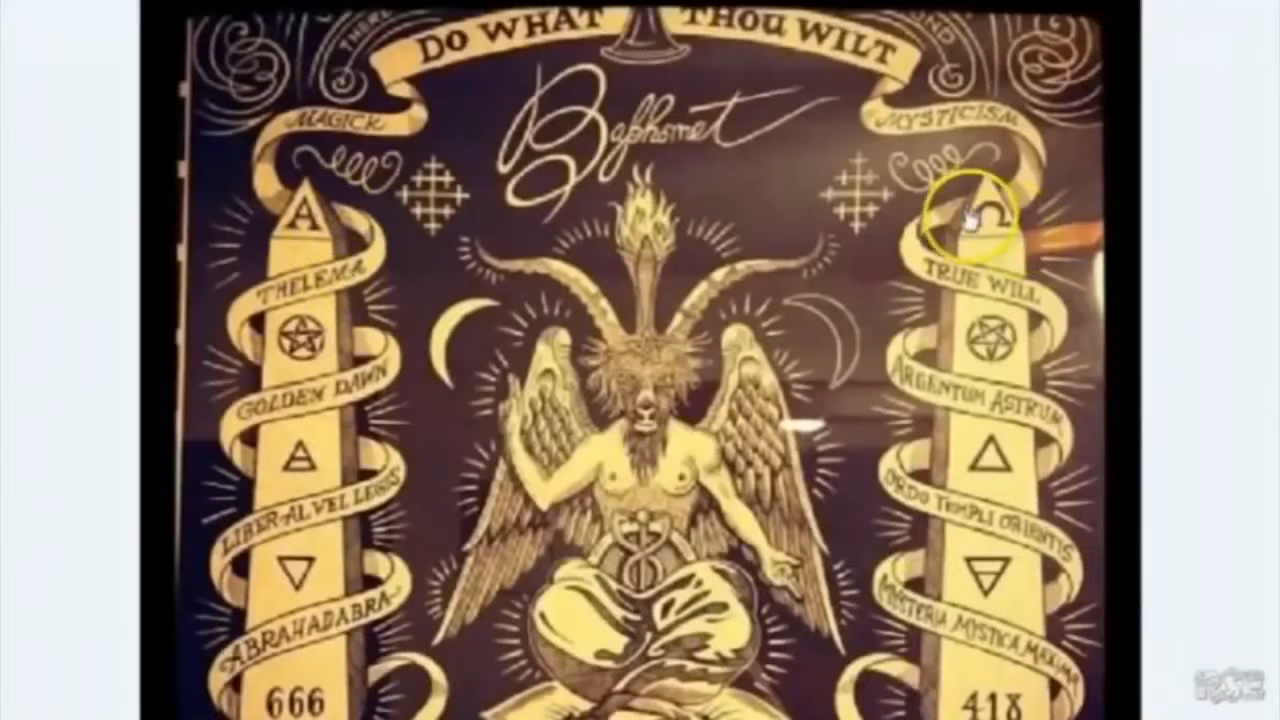 DO WHAT THOU WILT
MAGICK
MYSTICISM
Baphomet
A
Ω
THELEMA
TRUE WILL
GOLDEN DAWN
ARGENTUM ASTRUM
LIBER AL VEL LEGIS
ORDO TEMPLI ORIENTIS
ABRAHADABRA
MYSTERIA MYSTICA MAXIMA
666
418